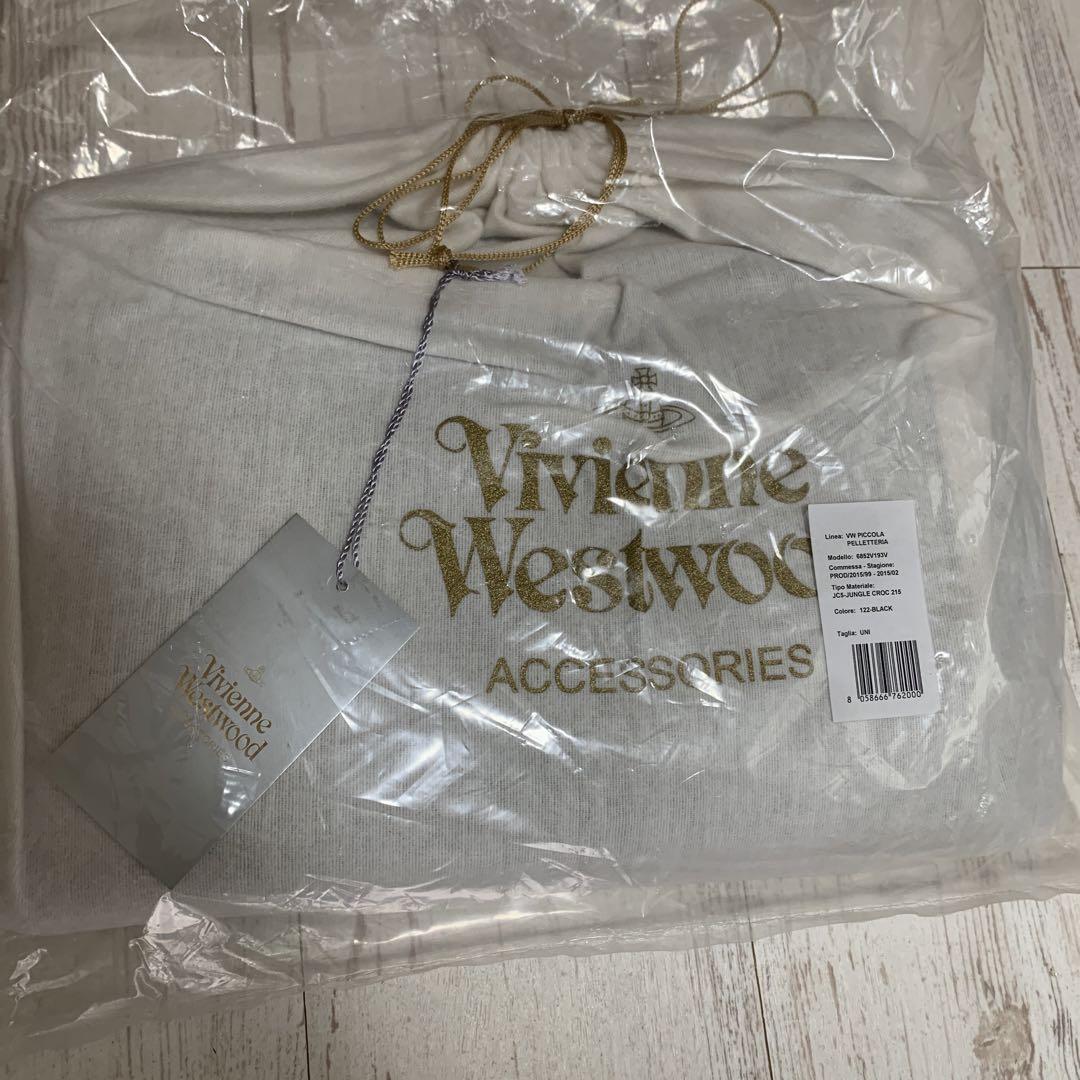 Vivienne
Westwoo
ACCESSORIES
Linea: VW PICCOLA
PELLETTERIA
Modello: 6852V193V
Commessa - Stagione:
PROD/2015/99 - 2015/02
Tipo Materiale:
JC5-JUNGLE CROC 215
Colore: 122-BLACK
Taglia: UNI
8 058666 762000
Vivienne
Westwood